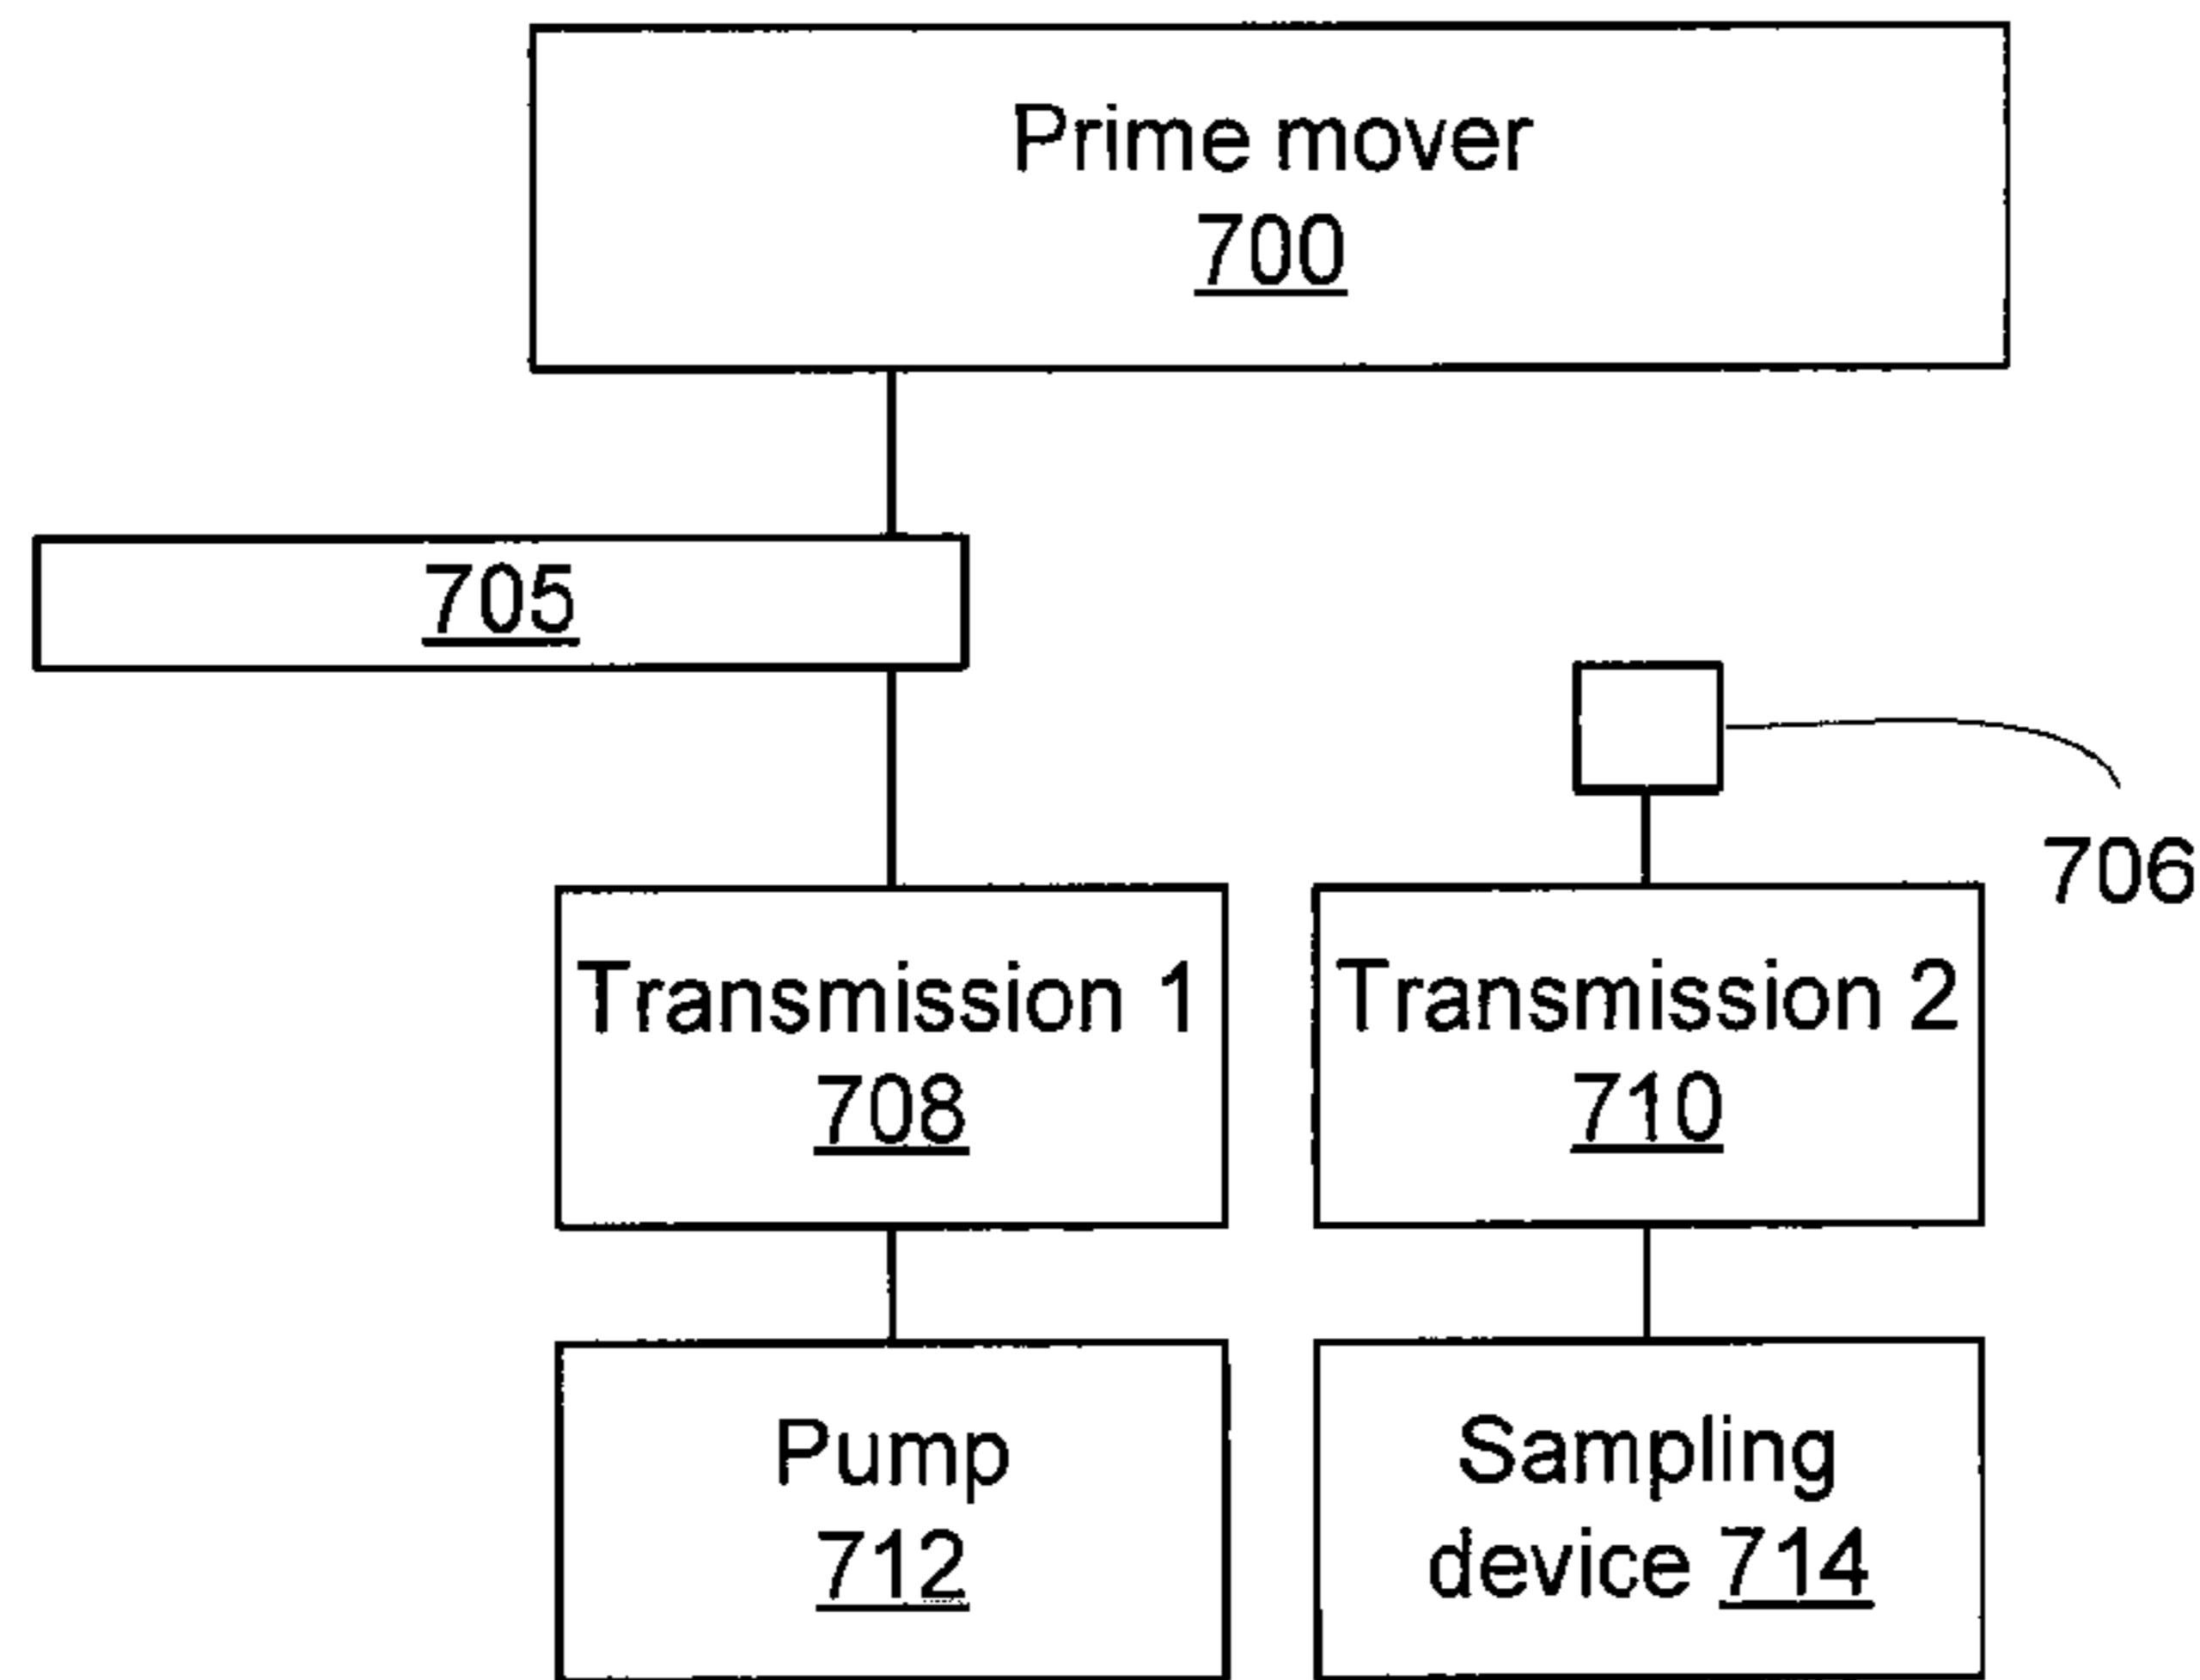 Prime mover
700
705
706
Transmission 1
708
Transmission 2
710
Pump
712
Sampling
device 714